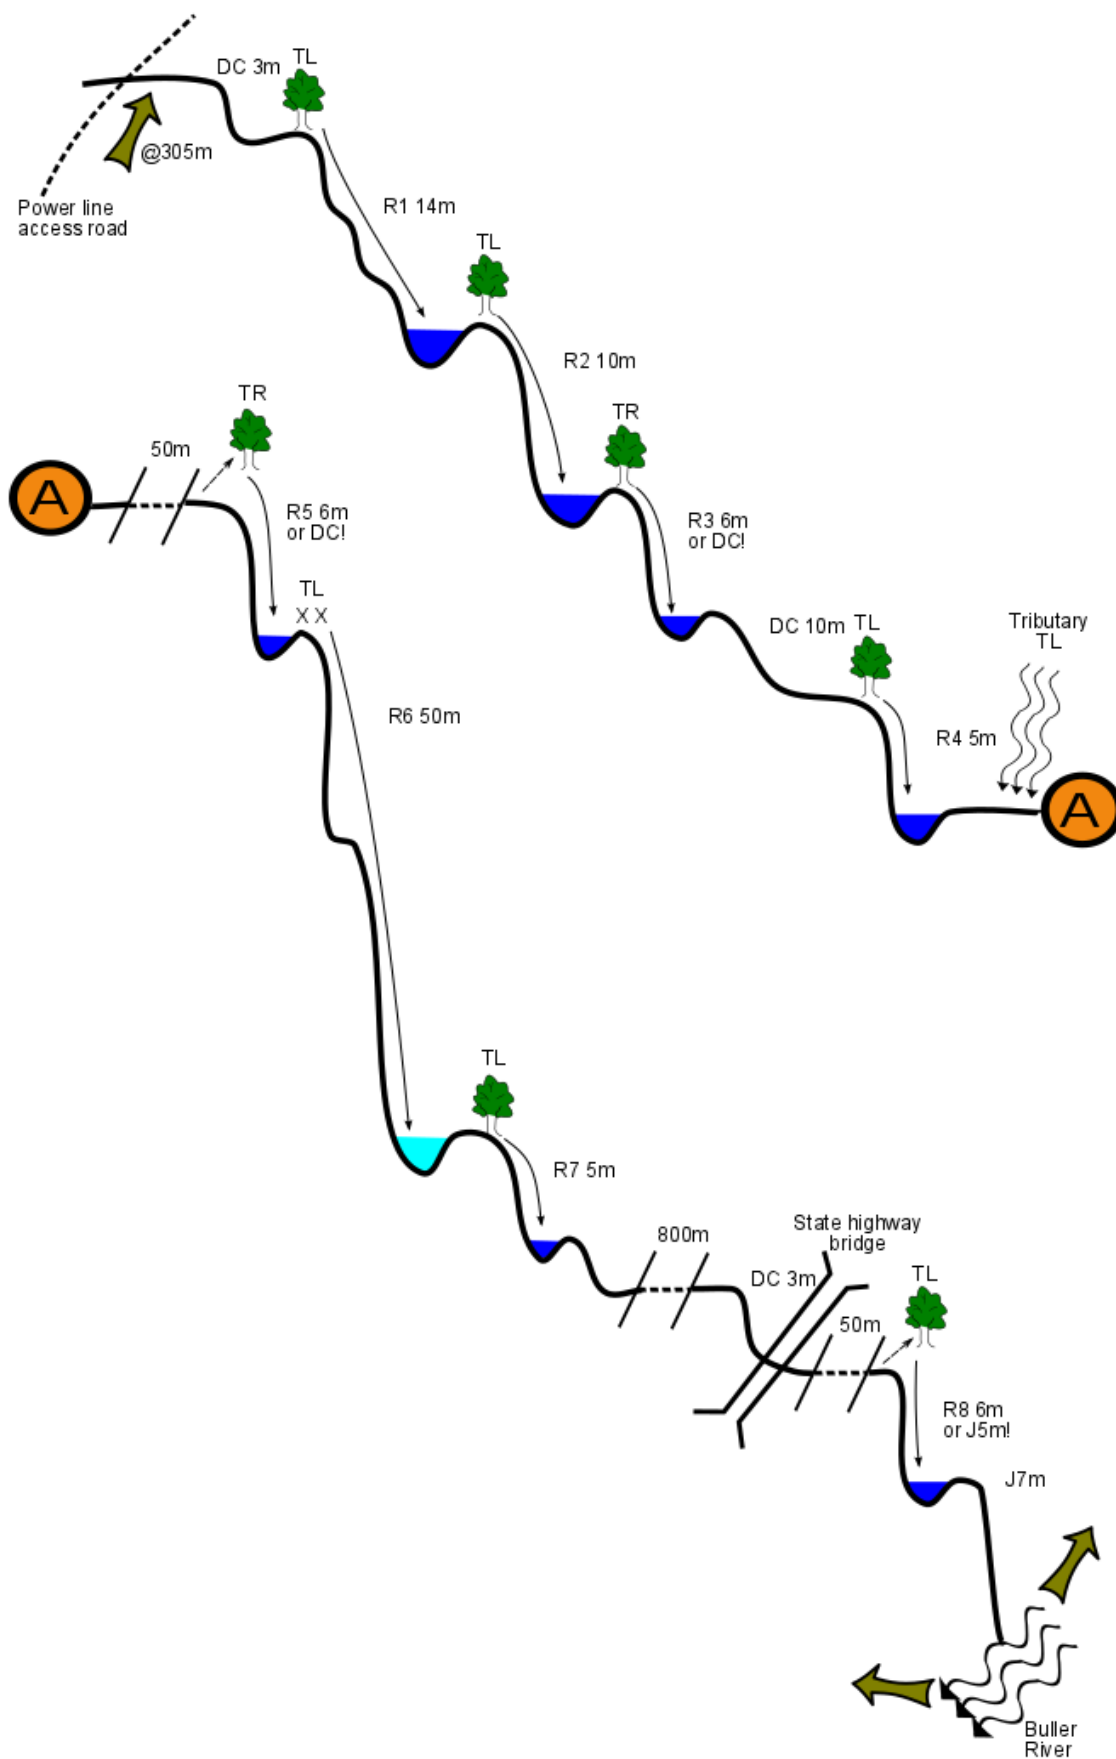 DC 3m
TL
@305m
Power line
access road
R1 14m
TL
R2 10m
TR
R3 6m
or DC!
DC 10m
TL
Tributary
TL
R4 5m
A
TR
50m
A
R5 6m
or DC!
TL
X X
R6 50m
TL
R7 5m
800m
State highway
bridge
DC 3m
50m
TL
R8 6m
or J5m!
J7m
Buller
River